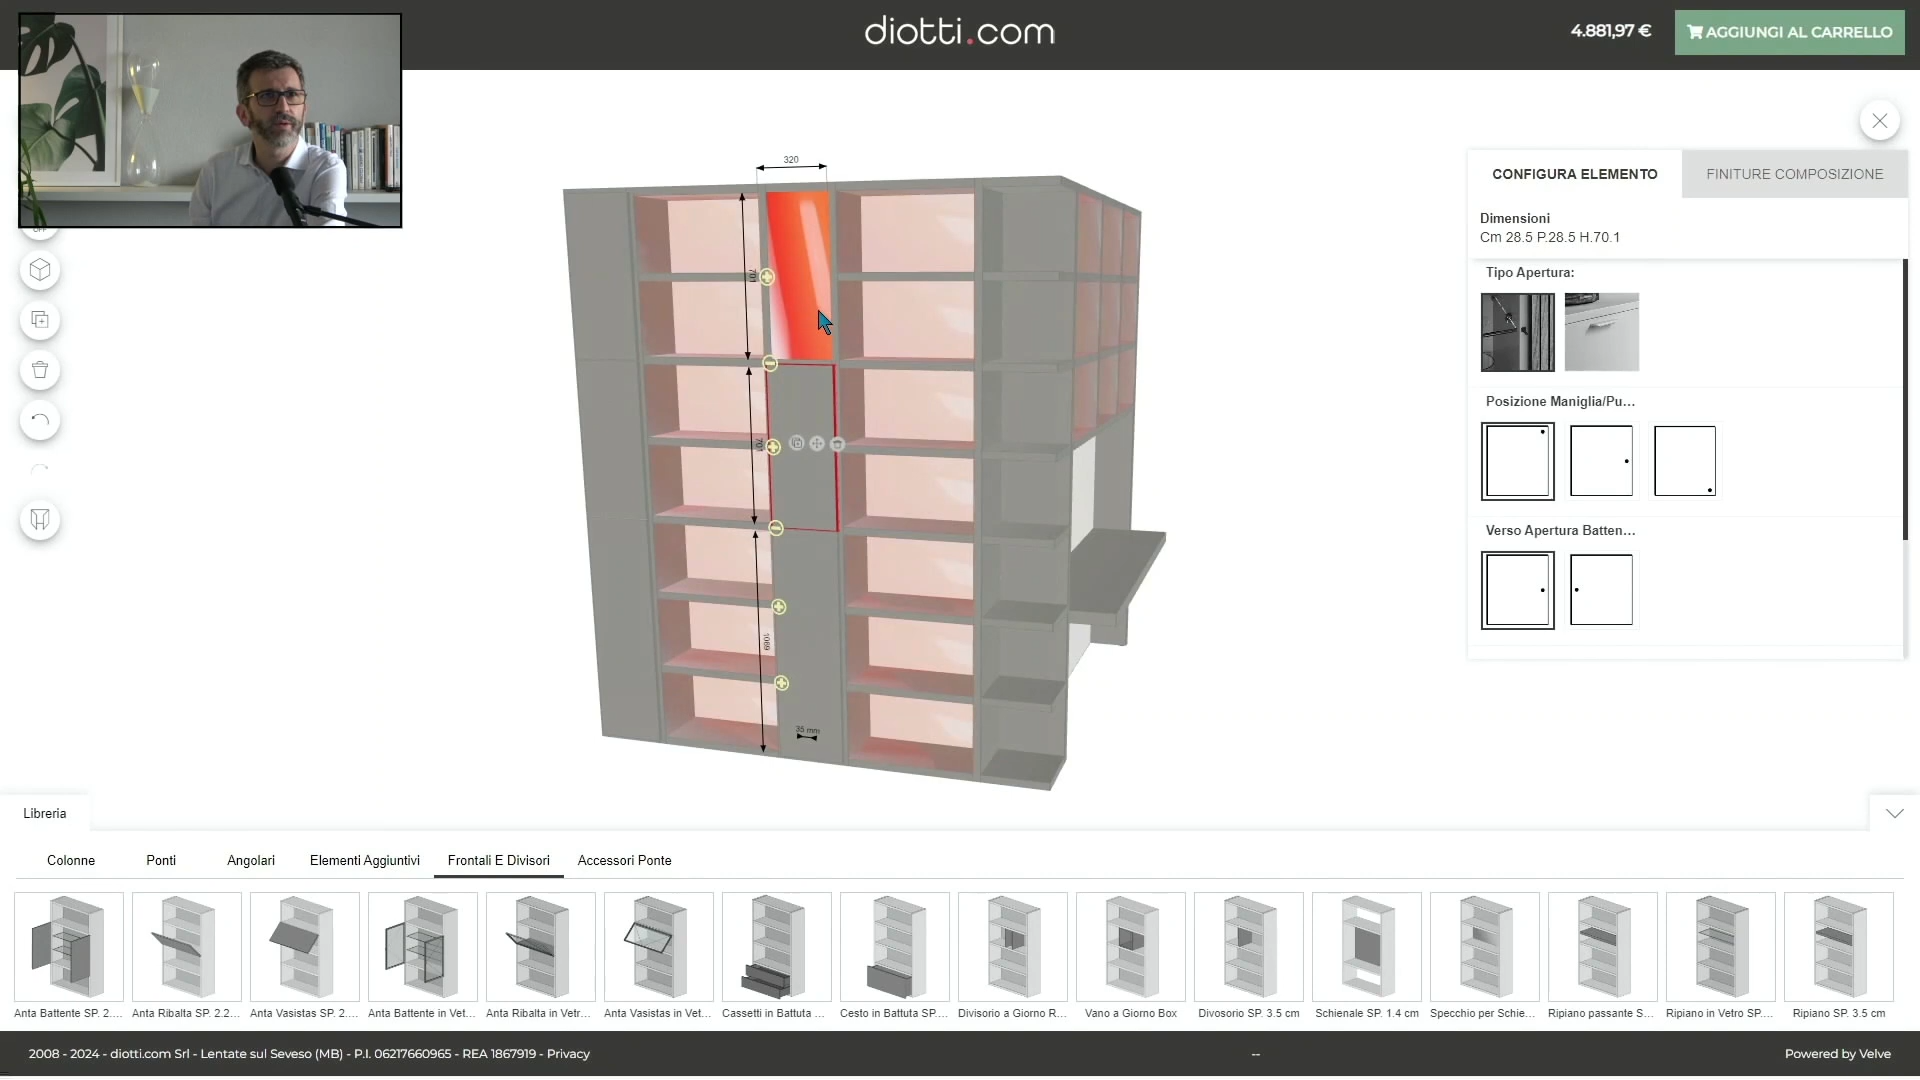 diotti.com
4.881,97 €
AGGIUNGI AL CARRELLO
OFF
CONFIGURA ELEMENTO
FINITURE COMPOSIZIONE
Dimensioni
Cm 28.5 P.28.5 H.70.1
Tipo Apertura:
Posizione Maniglia/Pu...
Verso Apertura Batten...
320
701
701
1069
35 mm
Libreria
Colonne
Ponti
Angolari
Elementi Aggiuntivi
Frontali E Divisori
Accessori Ponte
Anta Battente SP. 2....
Anta Ribalta SP. 2.2...
Anta Vasistas SP. 2....
Anta Battente in Vet...
Anta Ribalta in Vetr...
Anta Vasistas in Vet...
Cassetti in Battuta ...
Cesto in Battuta SP....
Divisorio a Giorno R...
Vano a Giorno Box
Divosorio SP. 3.5 cm
Schienale SP. 1.4 cm
Specchio per Schie...
Ripiano passante S...
Ripiano in Vetro SP....
Ripiano SP. 3.5 cm
2008 - 2024 - diotti.com Srl - Lentate sul Seveso (MB) - P.I. 06217660965 - REA 1867919 - Privacy
--
Powered by Velve